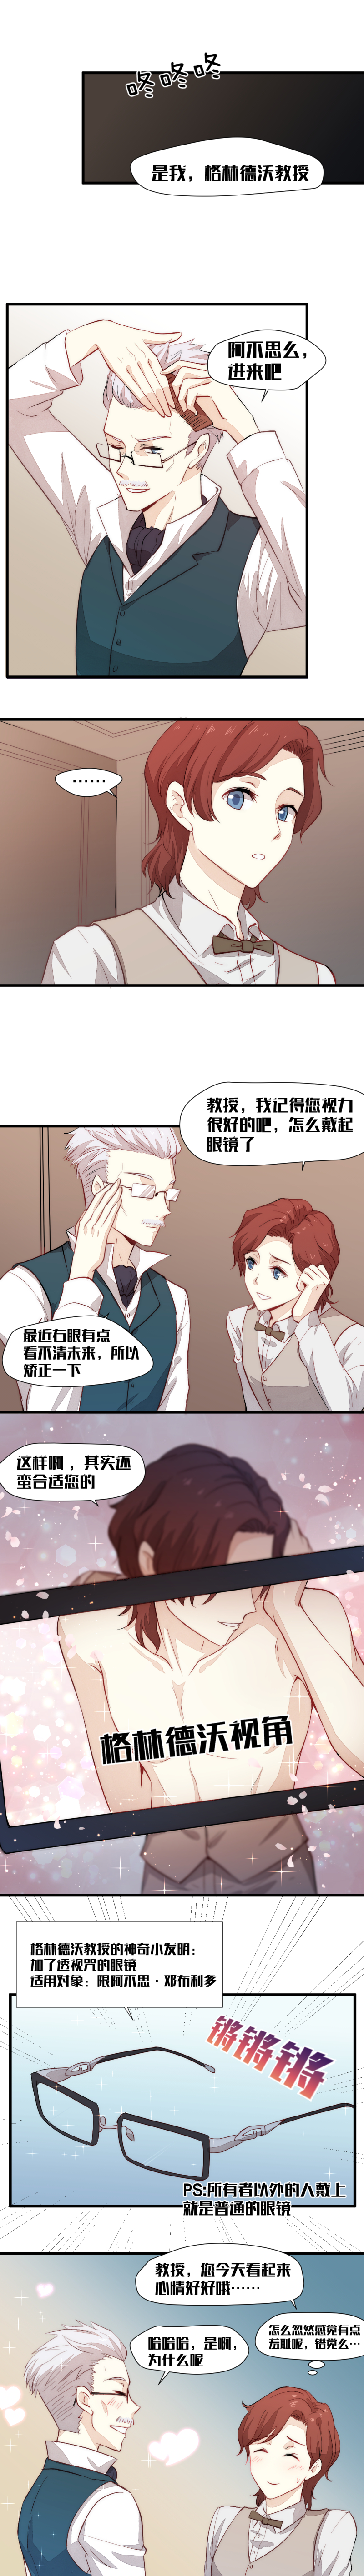 咚咚咚
是我，格林德沃教授
阿不思么，
进来吧
……
教授，我记得您视力
很好的吧，怎么戴起
眼镜了
最近右眼有点
看不清未来，所以
矫正一下
这样啊，其实还
蛮合适您的
格林德沃视角
格林德沃教授的神奇小发明：
加了透视咒的眼镜
适用对象：限阿不思·邓布利多
锵锵锵
PS:所有者以外的人戴上
就是普通的眼镜
教授，您今天看起来
心情好好哦……
哈哈哈，是啊，
为什么呢
怎么忽然感觉有点
羞耻呢，错觉么…